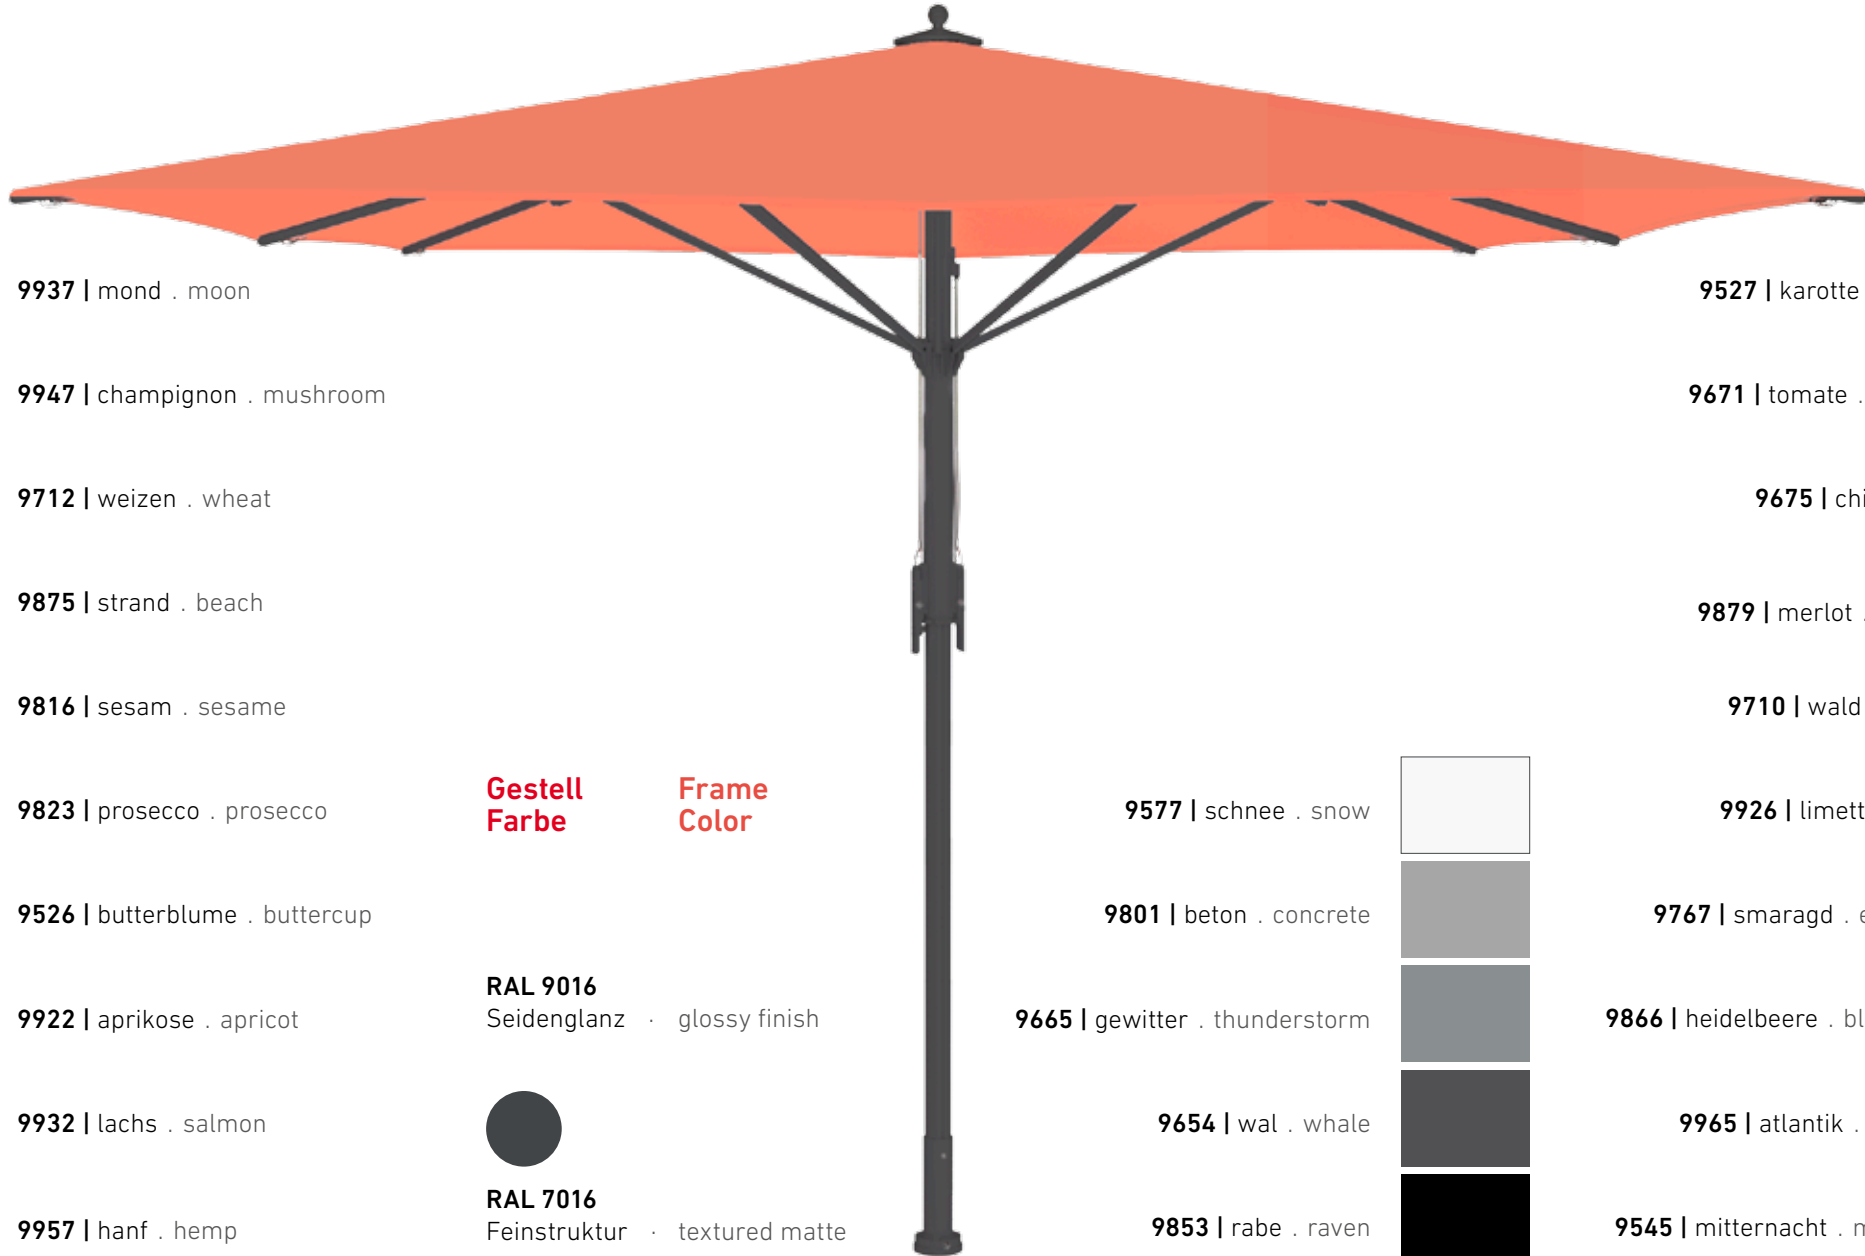 9937 | mond . moon
9947 | champignon . mushroom
9712 | weizen . wheat
9875 | strand . beach
9816 | sesam . sesame
9823 | prosecco . prosecco
9526 | butterblume . buttercup
9922 | aprikose . apricot
9932 | lachs . salmon
9957 | hanf . hemp
Gestell
Farbe
Frame
Color
RAL 9016
Seidenglanz · glossy finish
RAL 7016
Feinstruktur · textured matte
9577 | schnee . snow
9801 | beton . concrete
9665 | gewitter . thunderstorm
9654 | wal . whale
9853 | rabe . raven
9527 | karotte
9671 | tomate .
9675 |
9879 | merlot .
9710 | wald
9926 |
9767 | smaragd .
9866 | heidelbeere .
9965 | atlantik .
9545 | mitternacht .